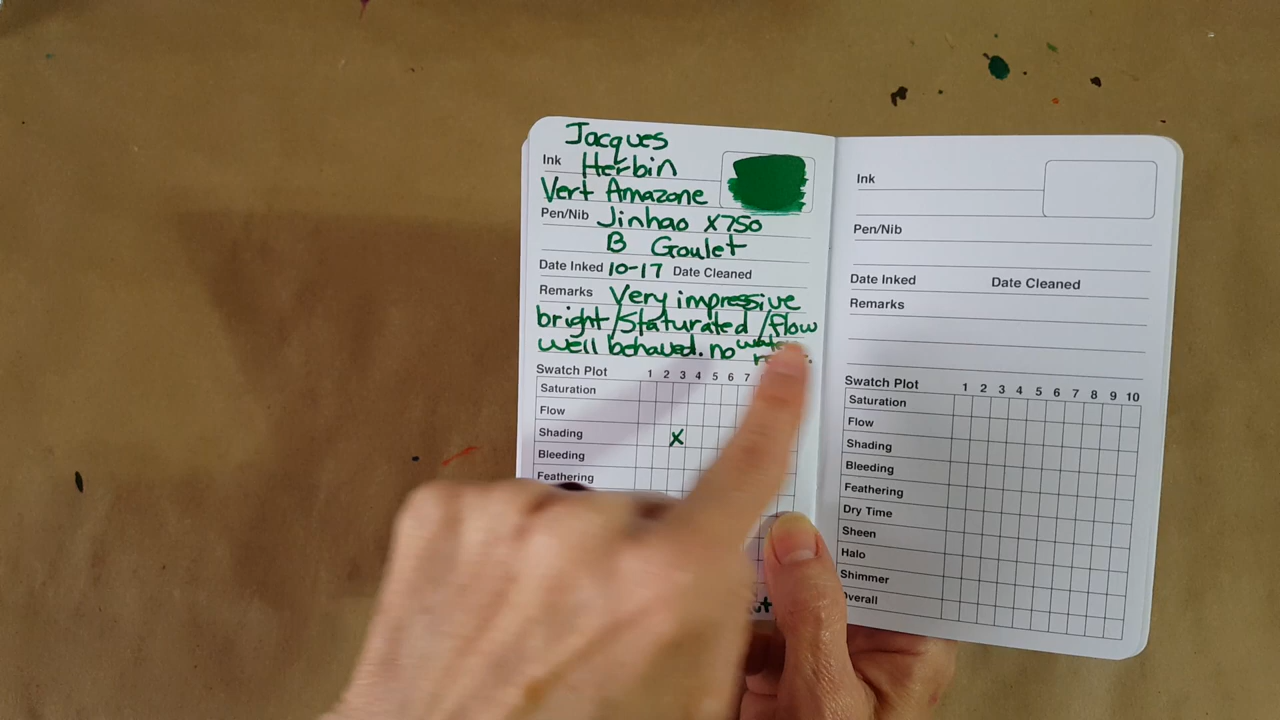 Jacques
Ink Herbin
Vert Amazone
Pen/Nib Jinhao X750
B Goulet
Date Inked 10-17 Date Cleaned
Remarks Very impressive
bright/Staturated/flow
well behaved. no
Swatch Plot 1 2 3 4 5 6 7
Saturation
Flow
Shading X
Bleeding
Feathering
Ink
Pen/Nib
Date Inked Date Cleaned
Remarks
Swatch Plot 1 2 3 4 5 6 7 8 9 10
Saturation
Flow
Shading
Bleeding
Feathering
Dry Time
Sheen
Halo
Shimmer
Overall